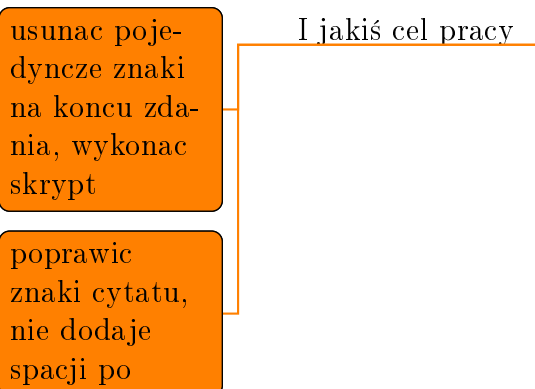 usunac poje-
dyncze znaki
na koncu zda-
nia, wykonac
skrypt
poprawic
znaki cytatu,
nie dodaje
spacji po
I jakiś cel pracy